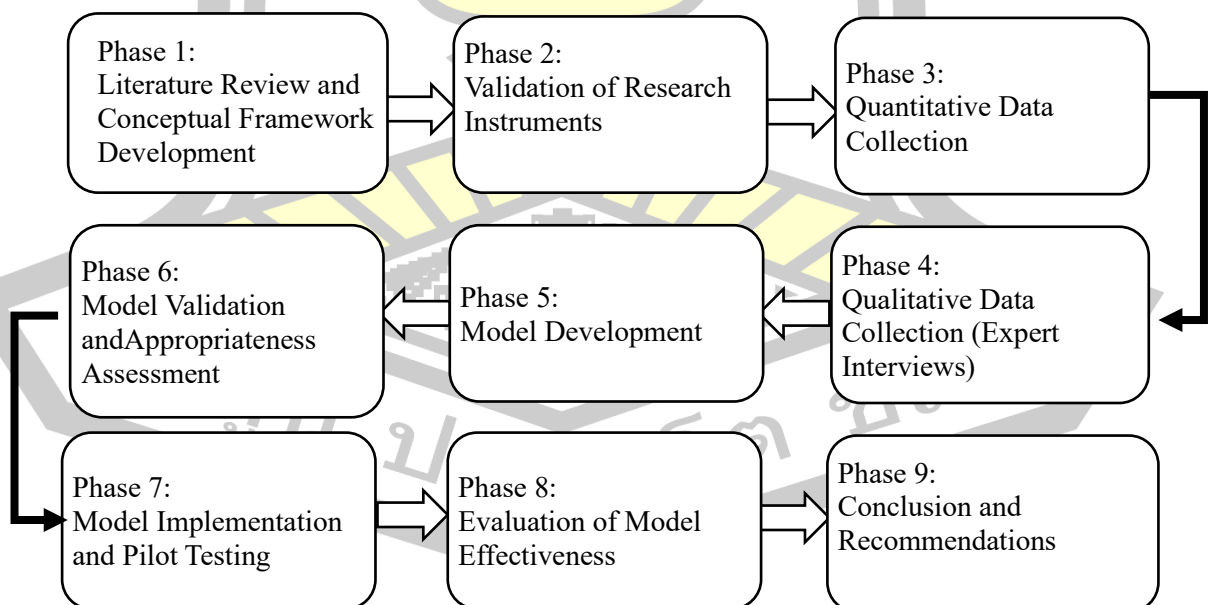 Phase 1:
Literature Review and
Conceptual Framework
Development
Phase 2:
Validation of Research
Instruments
Phase 3:
Quantitative Data
Collection
Phase 4:
Qualitative Data
Collection (Expert
Interviews)
Phase 5:
Model Development
Phase 6:
Model Validation
andAppropriateness
Assessment
Phase 7:
Model Implementation
and Pilot Testing
Phase 8:
Evaluation of Model
Effectiveness
Phase 9:
Conclusion and
Recommendations